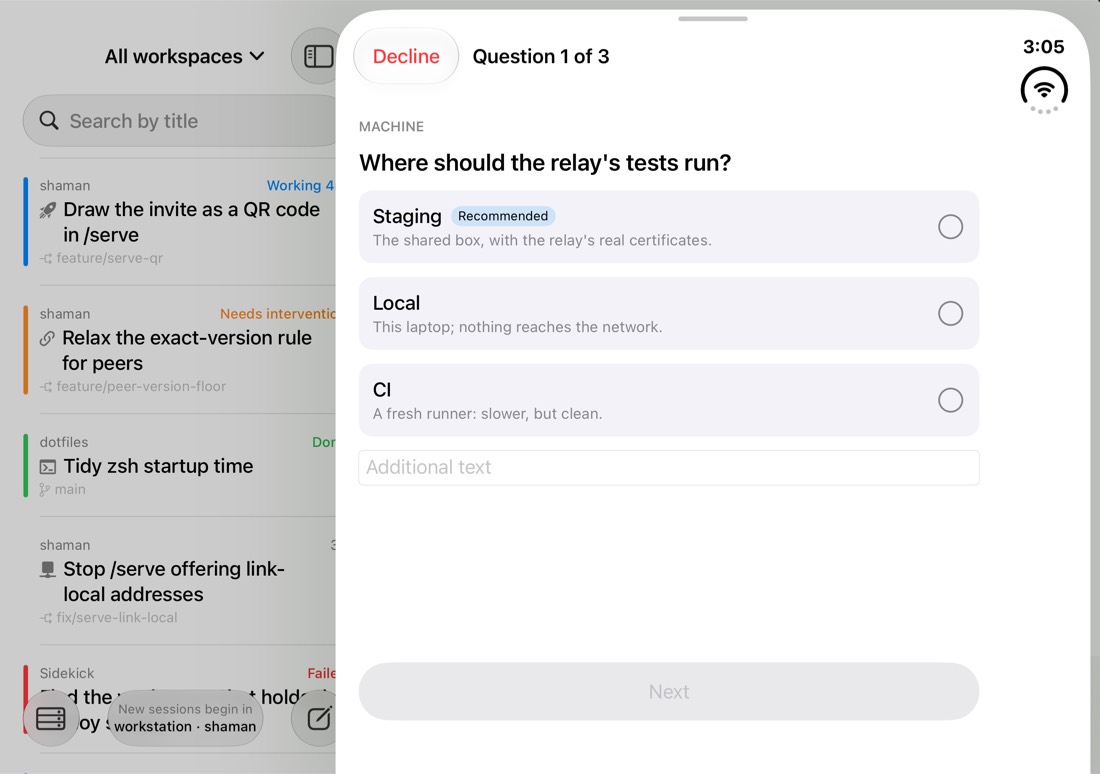 All workspaces
Search by title
shaman
Working 4
Draw the invite as a QR code
in /serve
feature/serve-qr
shaman
Needs interventio
Relax the exact-version rule
for peers
feature/peer-version-floor
dotfiles
Don
Tidy zsh startup time
main
shaman
Stop /serve offering link-
local addresses
fix/serve-link-local
Sidekick
Faile
the
New sessions begin in
workstation · shaman
Decline
Question 1 of 3
3:05
MACHINE
Where should the relay's tests run?
Staging
Recommended
The shared box, with the relay's real certificates.
Local
This laptop; nothing reaches the network.
CI
A fresh runner: slower, but clean.
Additional text
Next